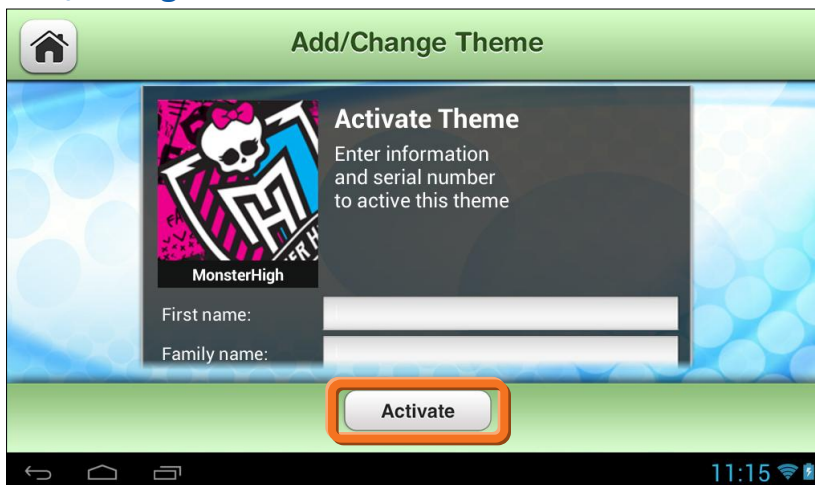 Add/Change Theme
Activate Theme
Enter information
and serial number
to active this theme
MonsterHigh
First name:
Family name:
Activate
11:15